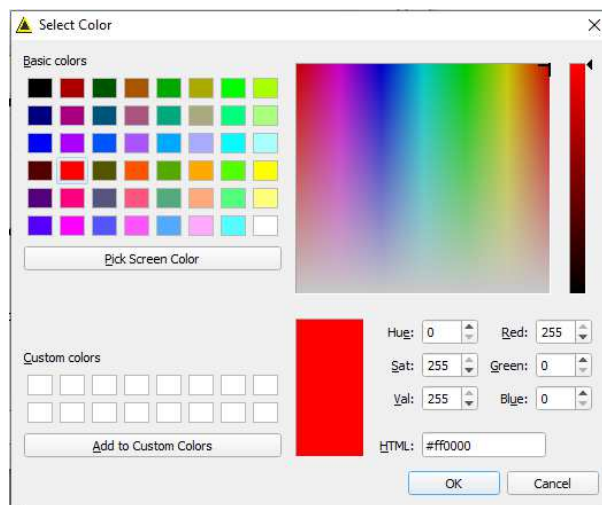 Select Color
Basic colors
Pick Screen Color
Custom colors
Add to Custom Colors
Hue: 0
Red: 255
Sat: 255
Green: 0
Val: 255
Blue: 0
HTML: #ff0000
OK
Cancel